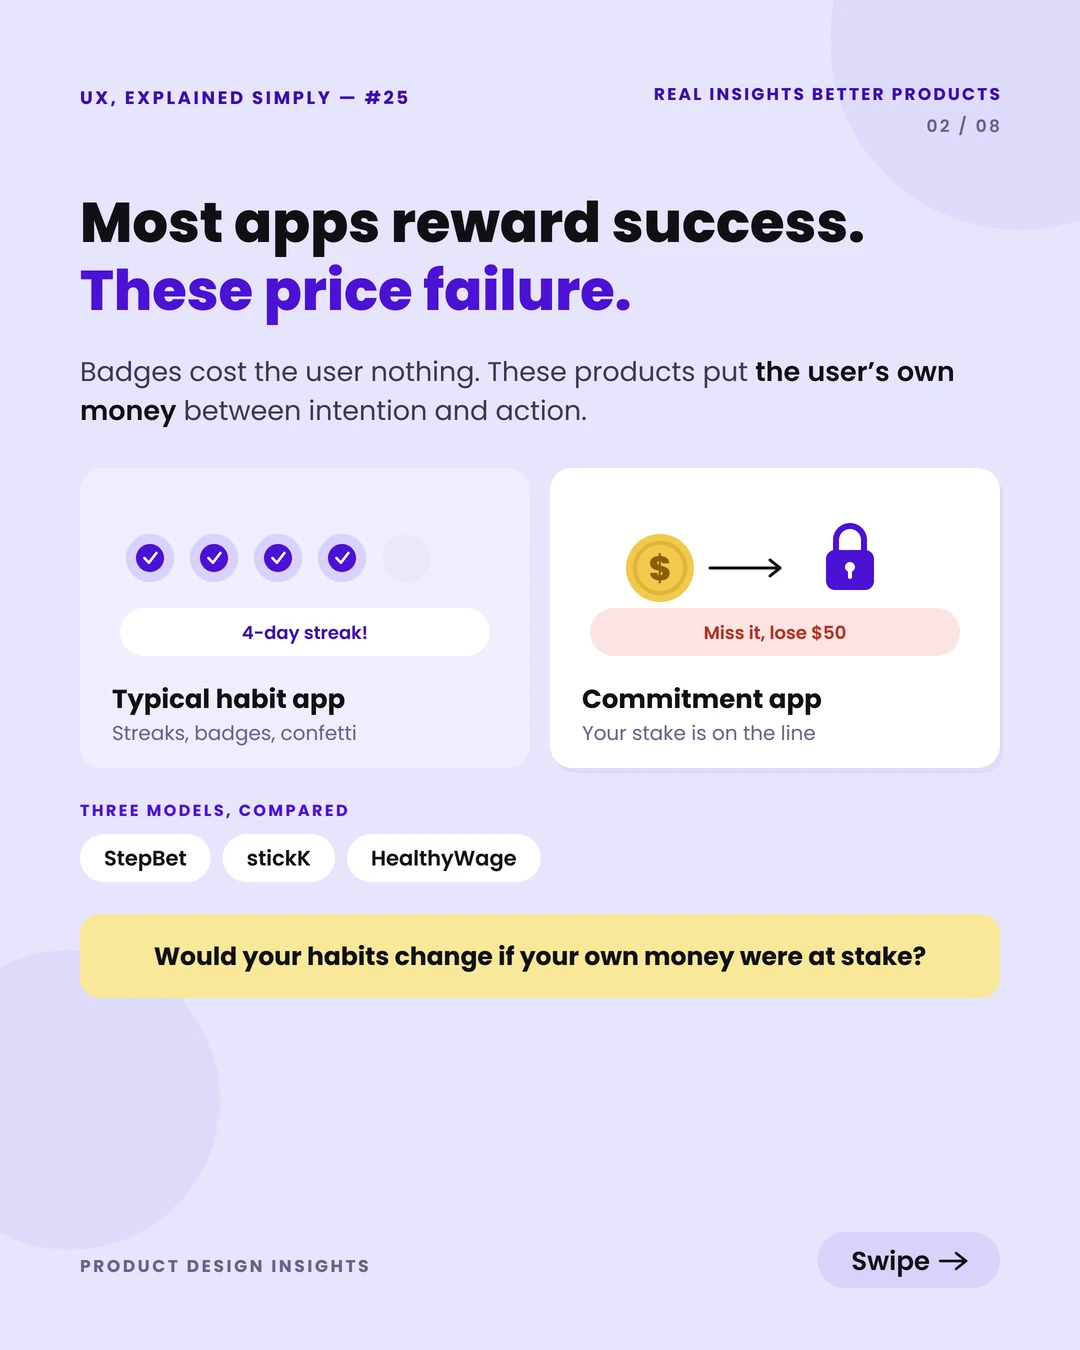 UX, EXPLAINED SIMPLY — #25
REAL INSIGHTS BETTER PRODUCTS
02 / 08
Most apps reward success.
These price failure.
Badges cost the user nothing. These products put the user’s own
money between intention and action.
4-day streak!
Typical habit app
Streaks, badges, confetti
$
Miss it, lose $50
Commitment app
Your stake is on the line
THREE MODELS, COMPARED
StepBet
stickK
HealthyWage
Would your habits change if your own money were at stake?
PRODUCT DESIGN INSIGHTS
Swipe →